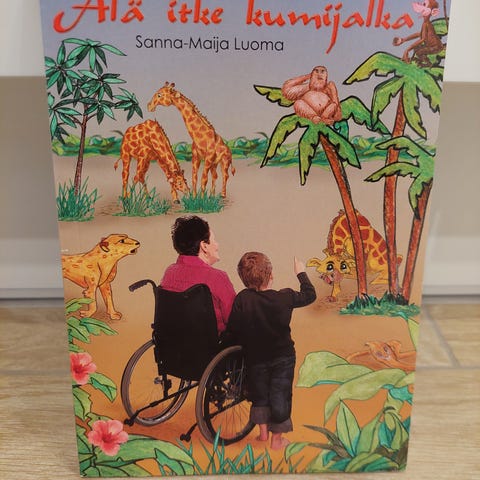 Älä itke kumijalka
Sanna-Maija Luoma